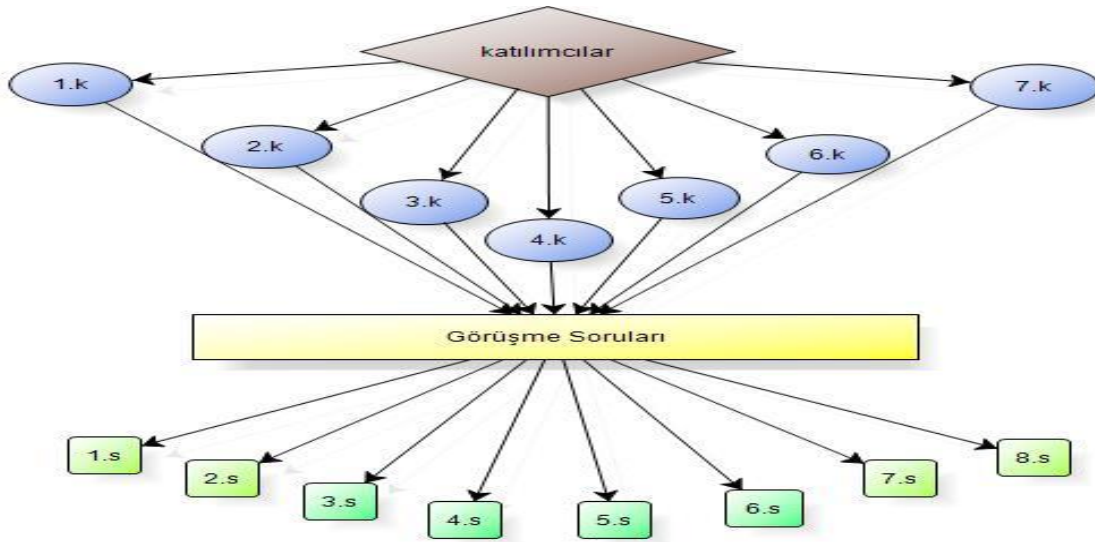 katılımcılar
1.k
7.k
2.k
6.k
3.k
5.k
4.k
Görüşme Soruları
1.s
2.s
3.s
4.s
5.s
6.s
7.s
8.s